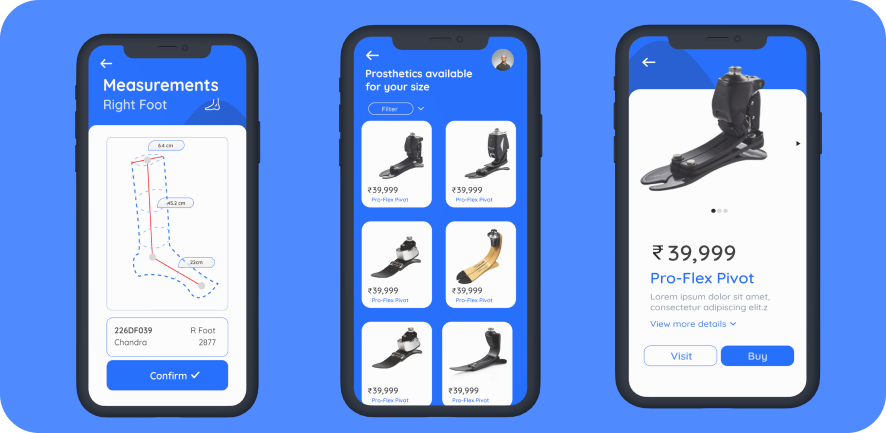 Measurements
Right Foot
6.4 cm
45.2 cm
22cm
226DF039 R Foot
Chandra 2877
Confirm
Prosthetics available
for your size
Filter
₹39,999 ₹39,999
Pro-Flex Pivot Pro-Flex Pivot
₹39,999 ₹39,999
Pro-Flex Pivot Pro-Flex Pivot
₹39,999 ₹39,999
Pro-Flex Pivot Pro-Flex Pivot
₹39,999
Pro-Flex Pivot
Lorem ipsum dolor sit amet,
consectetur adipiscing elit.z
View more details
Visit Buy